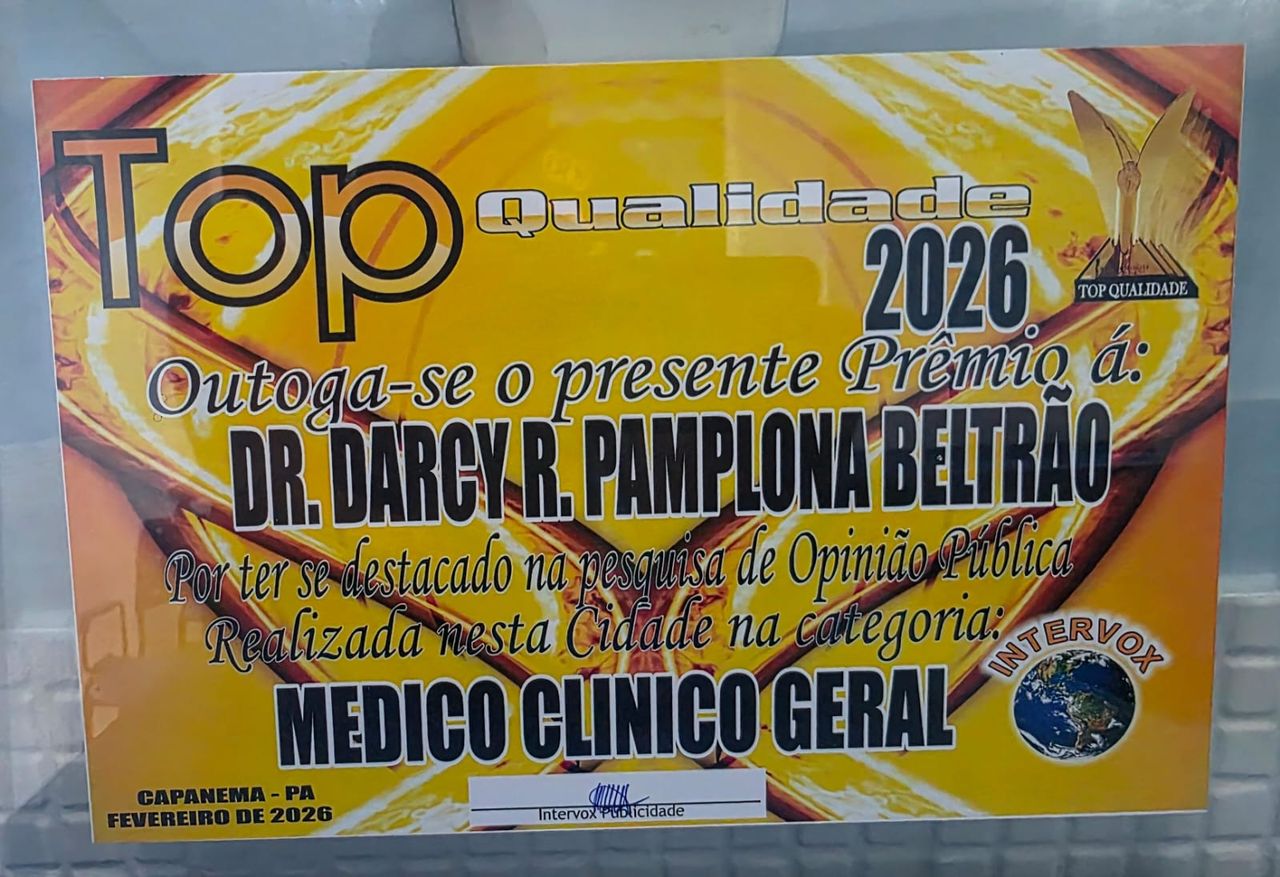 Top Qualidade
2026
TOP QUALIDADE
Outoga-se o presente Prêmio á:
DR. DARCY R. PAMPLONA BELTRÃO
Por ter se destacado na pesquisa de Opinião Pública
Realizada nesta Cidade na categoria:
INTERVOX
MEDICO CLINICO GERAL
CAPANEMA - PA
FEVEREIRO DE 2026
Intervox Publicidade